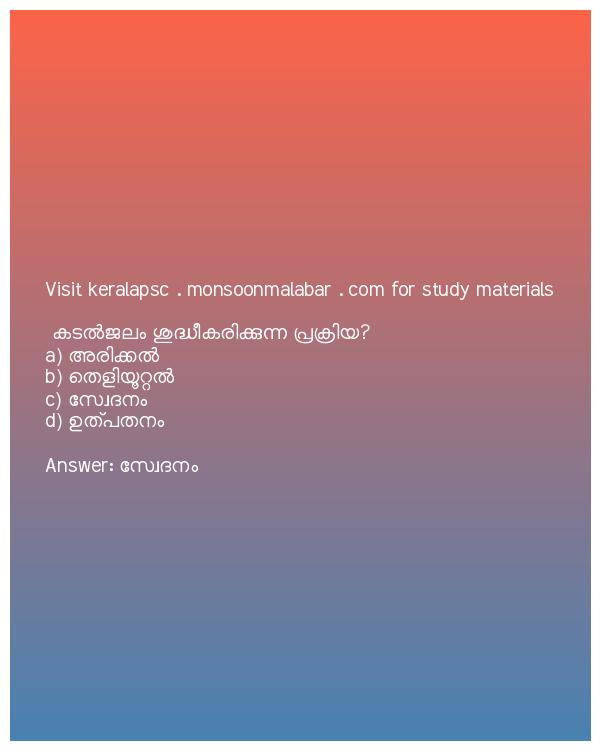 Visit keralapsc . monsoonmalabar . com for study materials
കടൽജലം ശുദ്ധീകരിക്കുന്ന പ്രക്രിയ?
a) അരിക്കൽ
b) തെളിയൂറ്റൽ
c) സ്വേദനം
d) ഉത്പതനം
Answer: സ്വേദനം